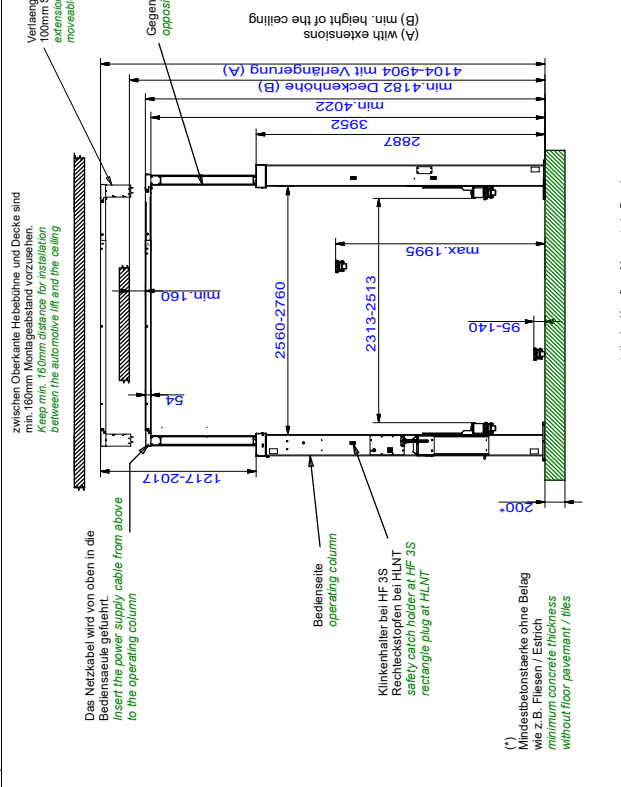 zwischen Oberkante Hebebühne und Decke sind
min.160mm Montageabstand vorzusehen.
Keep min. 160mm distance for installation
between the automotive lift and the ceiling
Verlaeng
100mm S
extension
moveabl
Gegen
opposi
Das Netzkabel wird von oben in die
Bediensaeule gefuehrt.
Insert the power supply cable from above
to the operating column
Bedienseite
operating column
Klinkenhalter bei HF 3S
Rechteckstopfen bei HLNT
safety catch holder at HF 3S
rectangle plug at HLNT
(*)
Mindestbetonstaerke ohne Belag
wie z.B. Fliesen / Estrich
minimum concrete thickness
without floor pavemant / tiles
1217-2017
54
min.160
2560-2760
2313-2513
max.1995
95-140
200*
2887
3952
min.4022
min.4182 Deckenhöhe (B)
4104-4904 mit Verlängerung (A)
(A) with extensions
(B) min. height of the ceiling